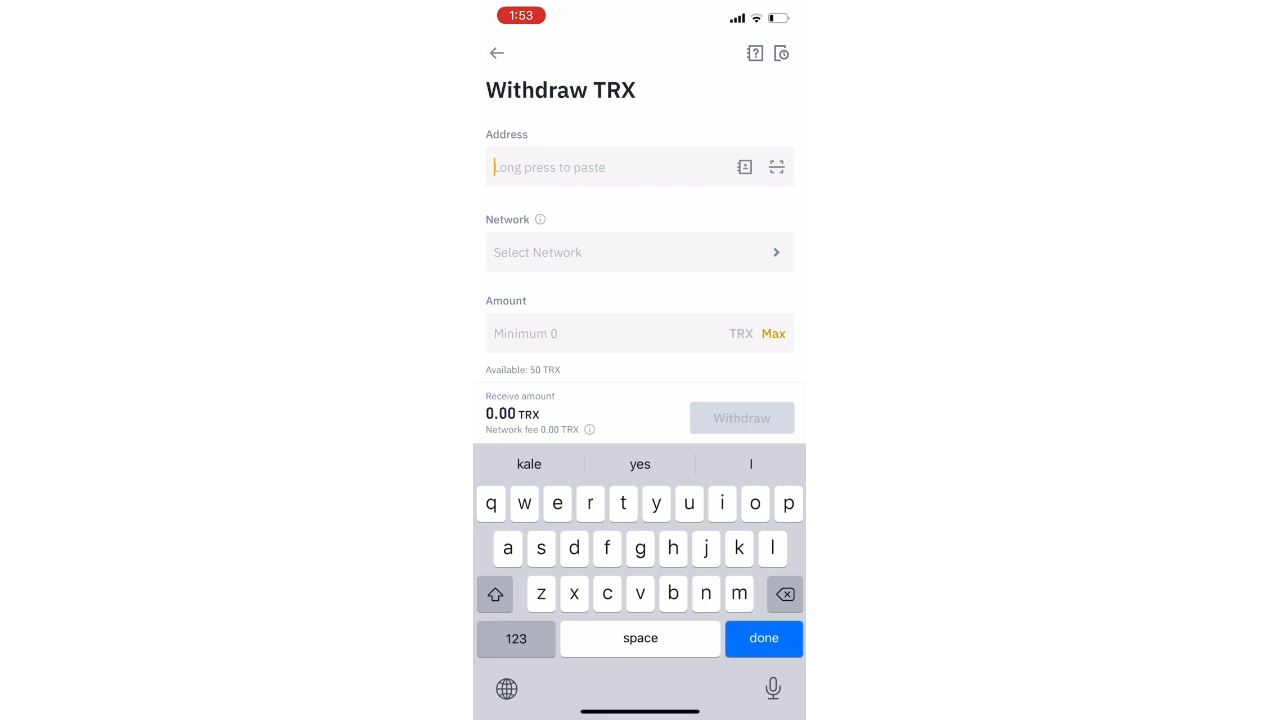 1:53
Withdraw TRX
Address
Long press to paste
Network
Select Network
Amount
Minimum 0 TRX Max
Available: 50 TRX
Receive amount
0.00 TRX
Network fee 0.00 TRX
Withdraw
kale yes I
q w e r t y u i o p
a s d f g h j k l
z x c v b n m
123 space done